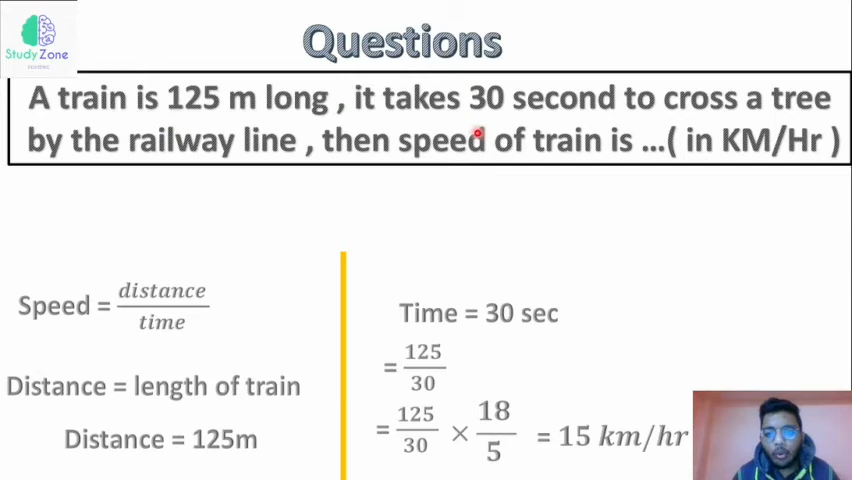 Study Zone
Questions
A train is 125 m long , it takes 30 second to cross a tree
by the railway line , then speed of train is ...( in KM/Hr )
Speed = distance/time
Distance = length of train
Distance = 125m
Time = 30 sec
= 125/30
= 125/30 × 18/5 = 15 km/hr